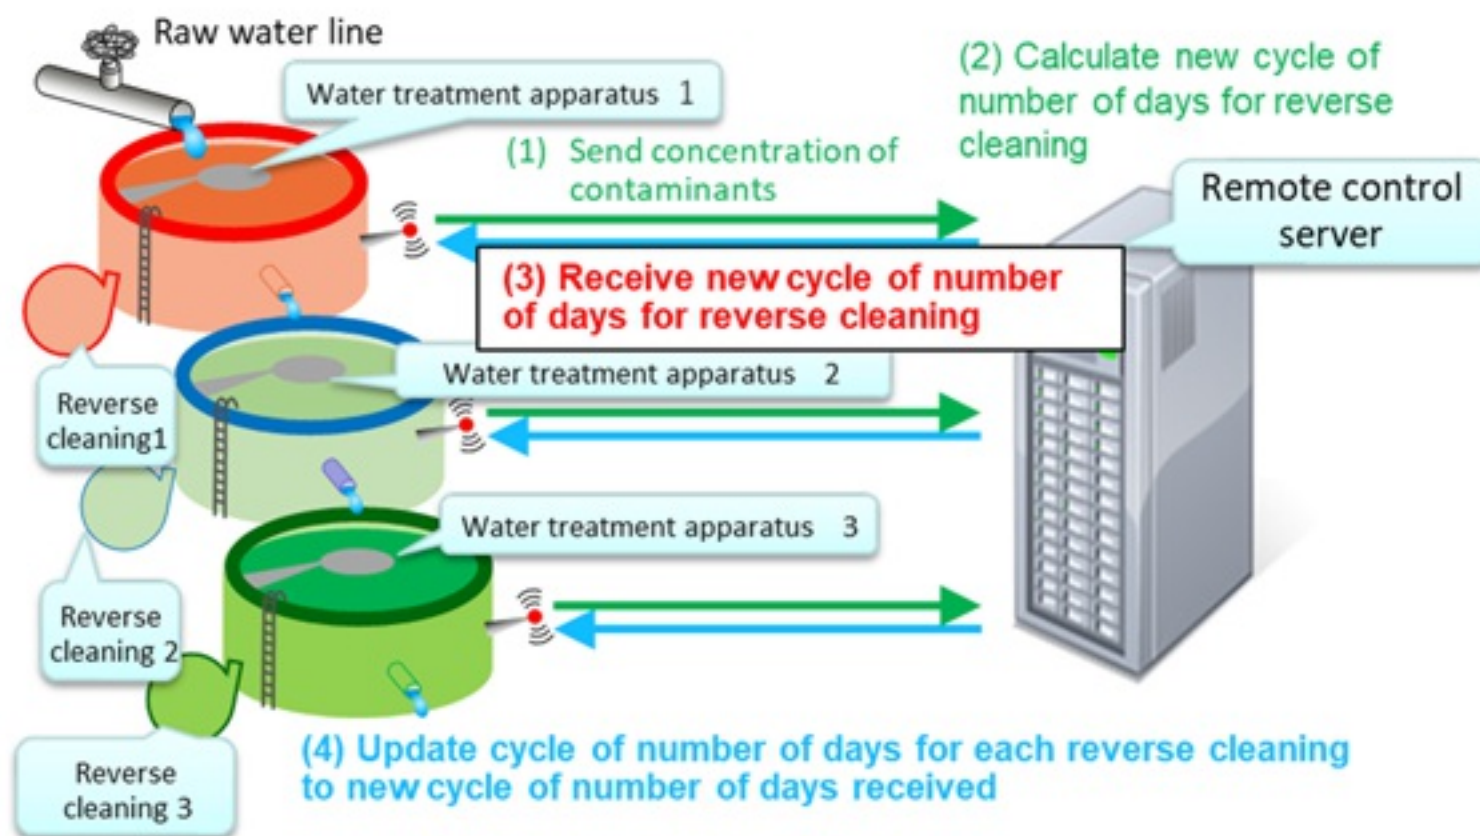 Raw water line
Water treatment apparatus 1
(1) Send concentration of
contaminants
(2) Calculate new cycle of
number of days for reverse
cleaning
Remote control
server
(3) Receive new cycle of number
of days for reverse cleaning
Water treatment apparatus 2
Reverse
cleaning1
Water treatment apparatus 3
Reverse
cleaning 2
(4) Update cycle of number of days for each reverse cleaning
to new cycle of number of days received
Reverse
cleaning 3